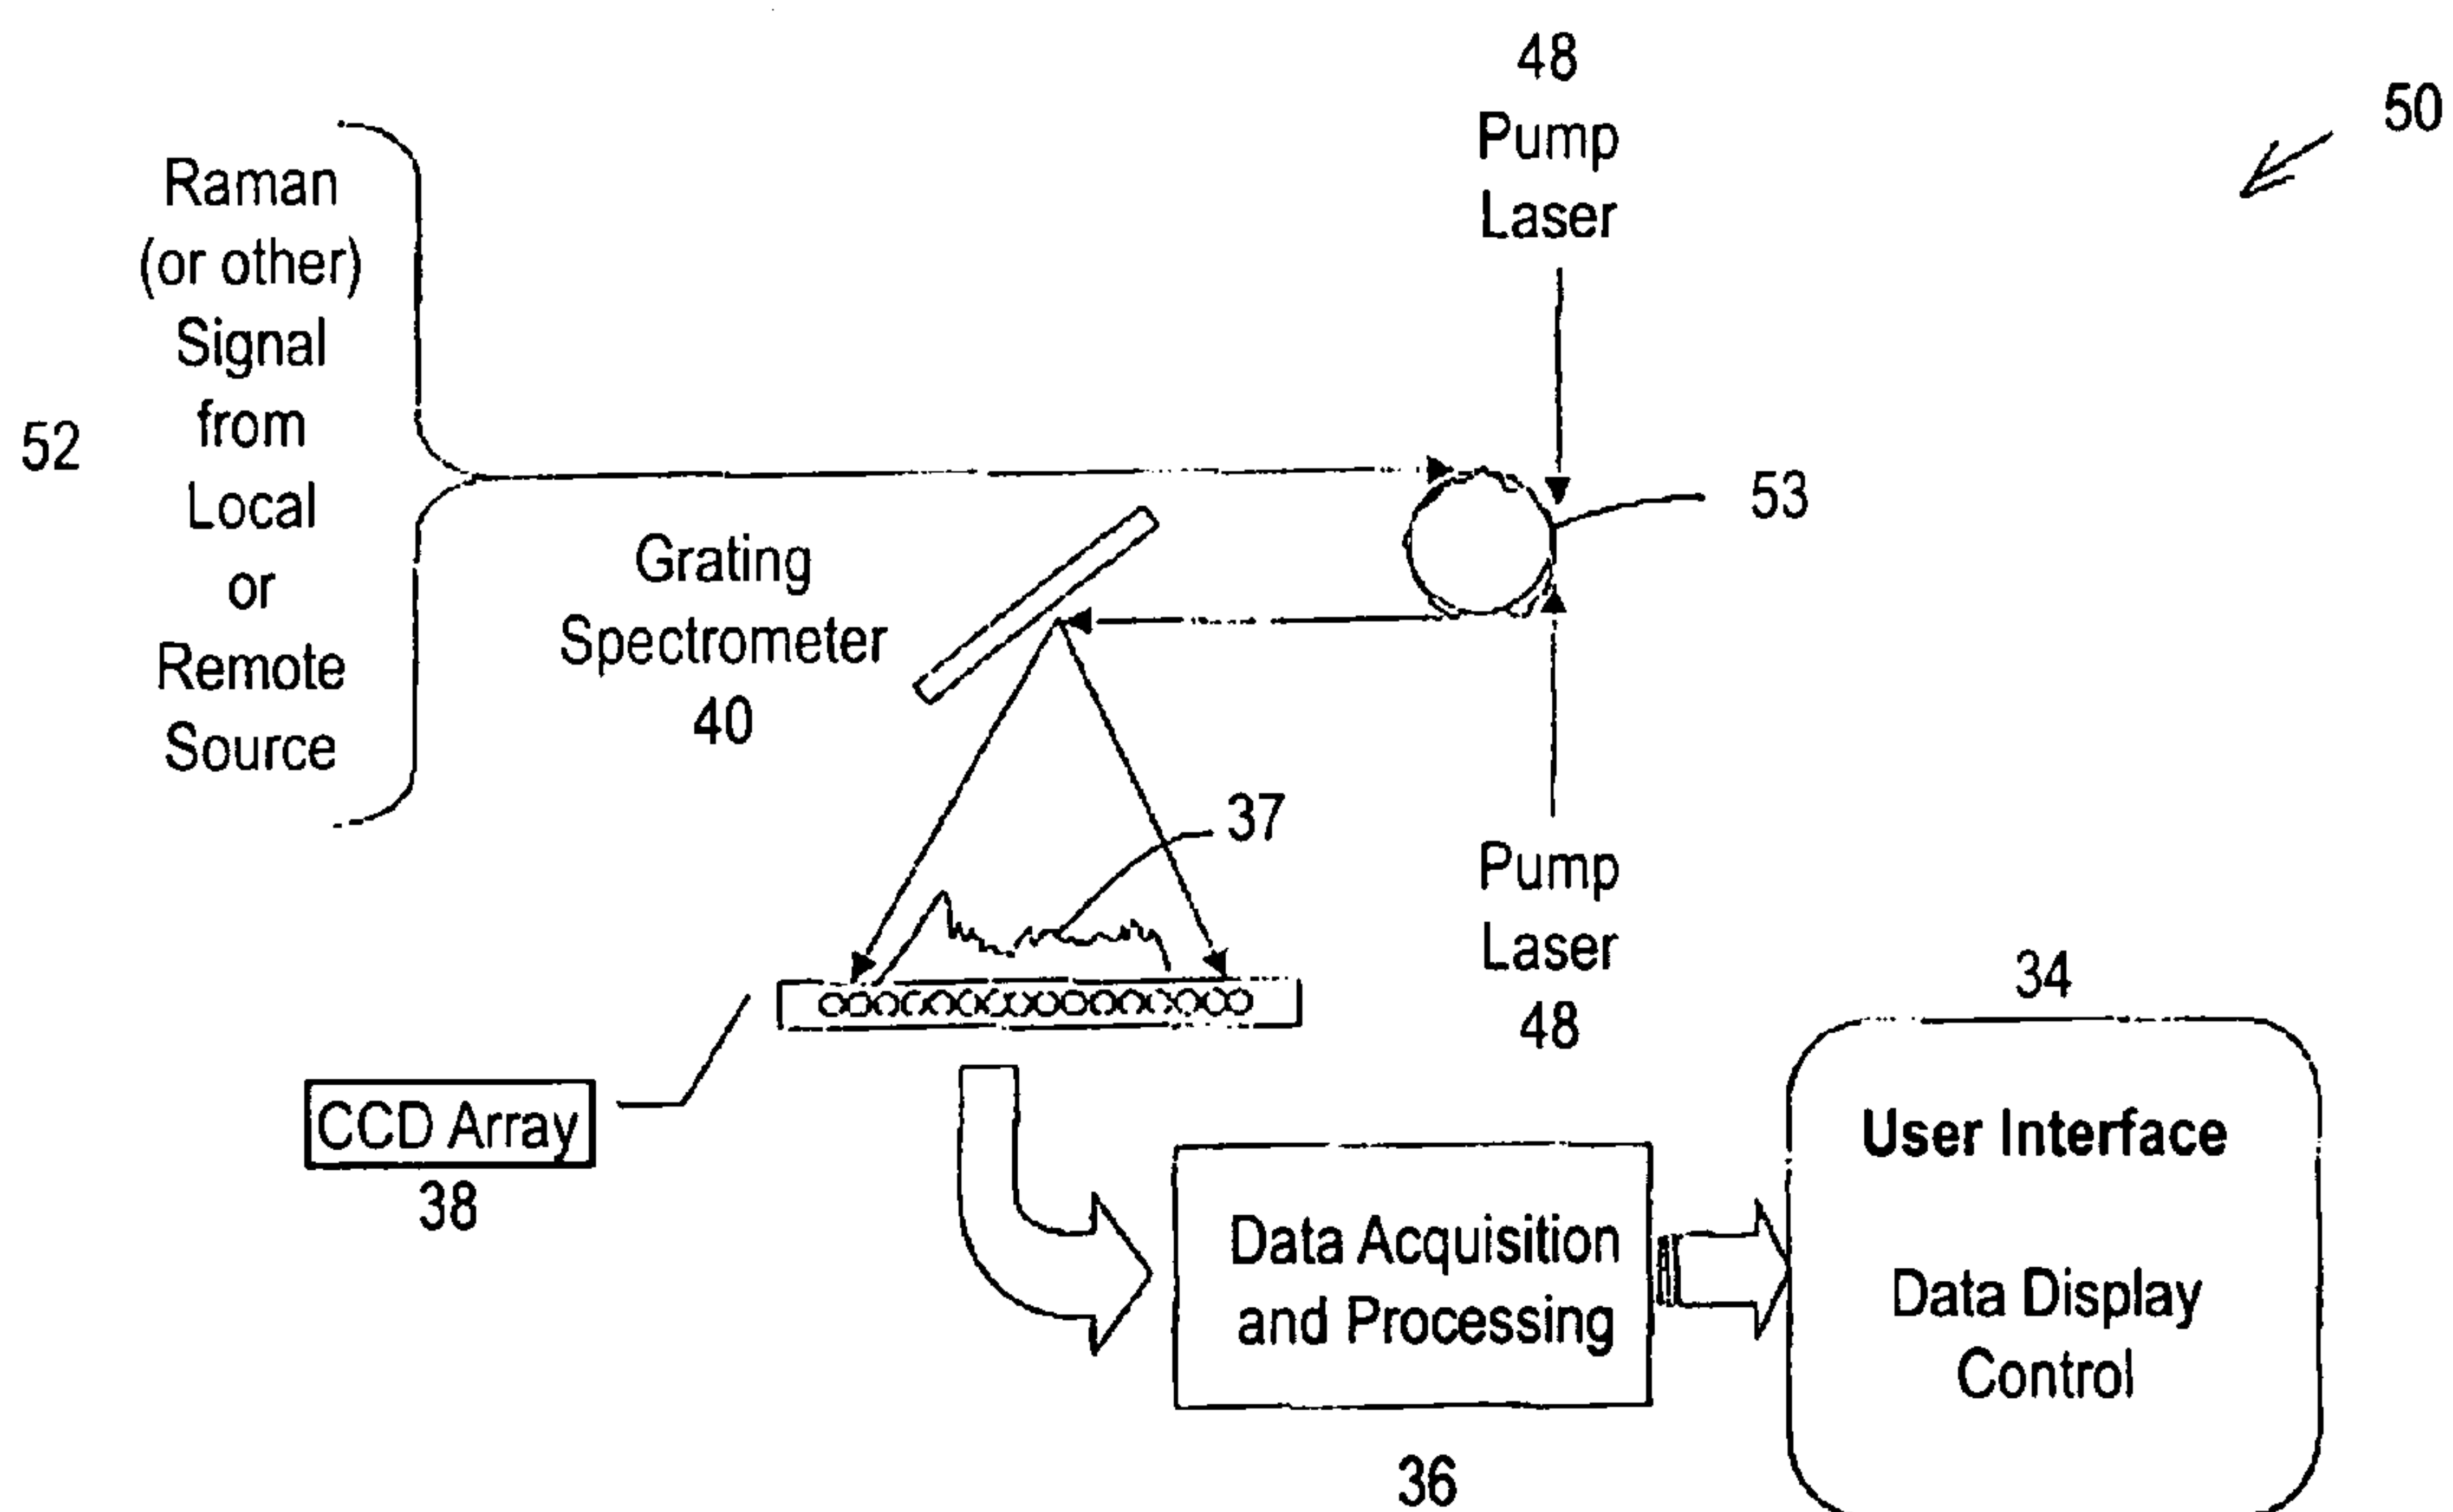 48
Pump
Laser
50
Raman
(or other)
Signal
from
Local
or
Remote
Source
52
53
Grating
Spectrometer
40
37
Pump
Laser
48
CCD Array
38
Data Acquisition
and Processing
36
34
User Interface
Data Display
Control